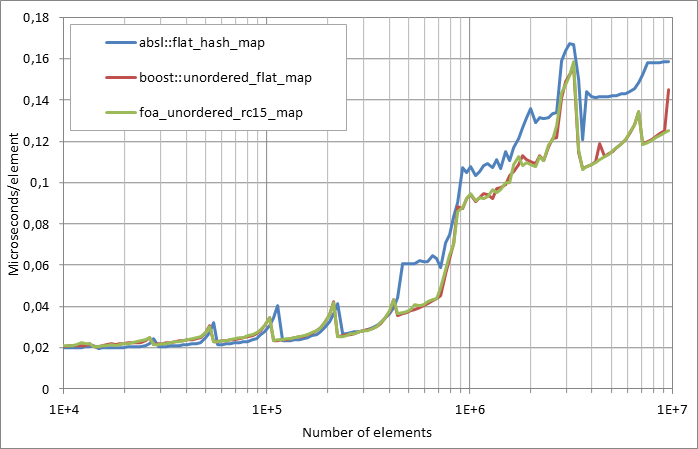 0,18
absl::flat_hash_map
0,16
boost::unordered_flat_map
0,14
foa_unordered_rc15_map
0,12
0,1
Microseconds/element
0,08
0,06
0,04
0,02
0
1E+4
1E+5
1E+6
1E+7
Number of elements